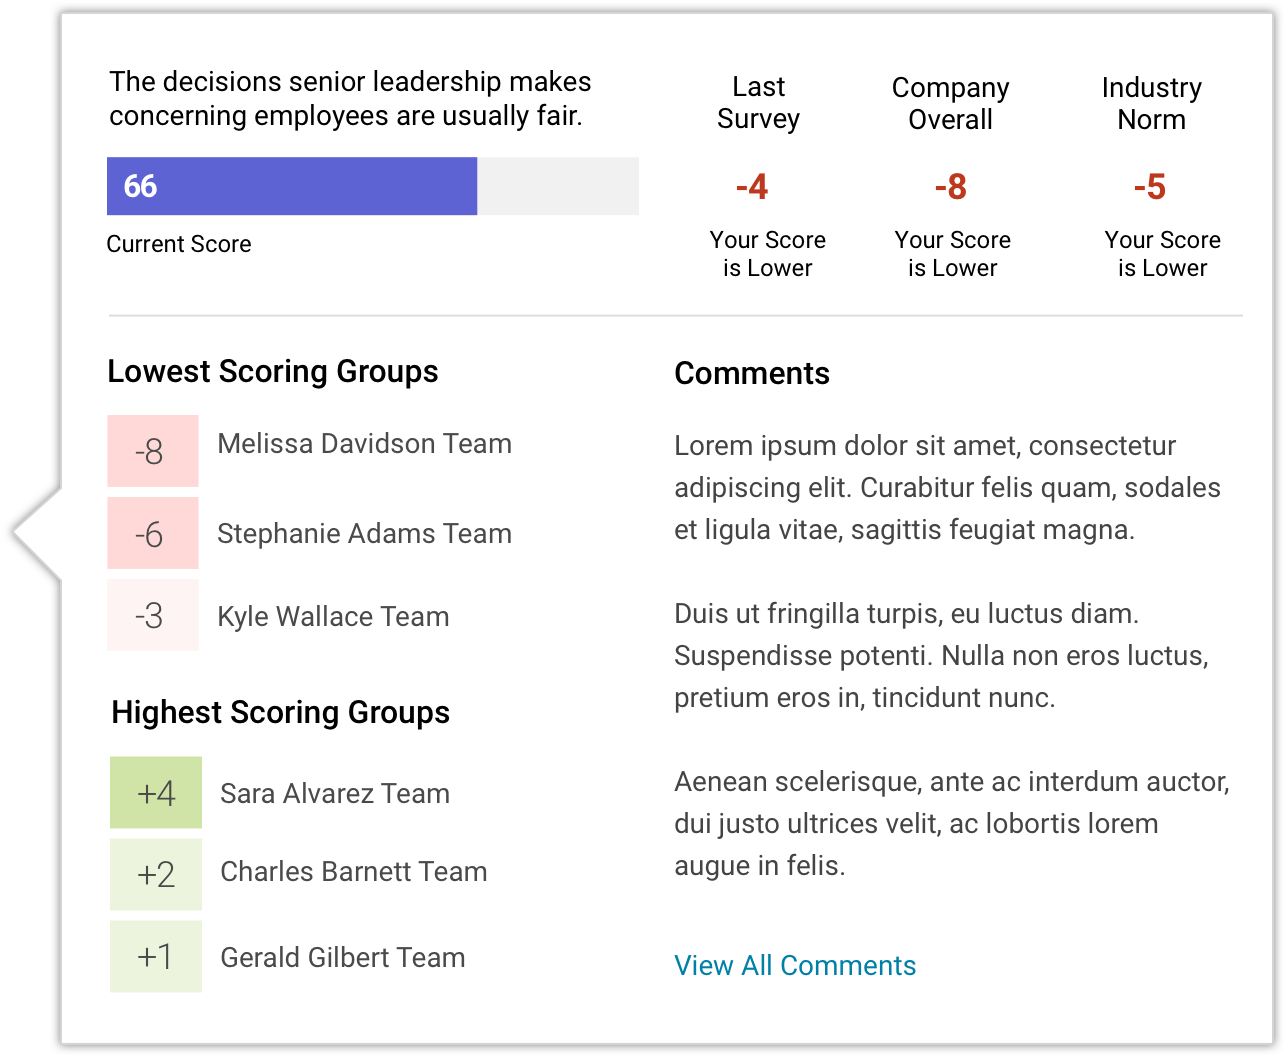 The decisions senior leadership makes
concerning employees are usually fair.
66
Current Score
Last
Survey
-4
Your Score
is Lower
Company
Overall
-8
Your Score
is Lower
Industry
Norm
-5
Your Score
is Lower
Lowest Scoring Groups
-8 Melissa Davidson Team
-6 Stephanie Adams Team
-3 Kyle Wallace Team
Highest Scoring Groups
+4 Sara Alvarez Team
+2 Charles Barnett Team
+1 Gerald Gilbert Team
Comments
Lorem ipsum dolor sit amet, consectetur
adipiscing elit. Curabitur felis quam, sodales
et ligula vitae, sagittis feugiat magna.
Duis ut fringilla turpis, eu luctus diam.
Suspendisse potenti. Nulla non eros luctus,
pretium eros in, tincidunt nunc.
Aenean scelerisque, ante ac interdum auctor,
dui justo ultrices velit, ac lobortis lorem
augue in felis.
View All Comments